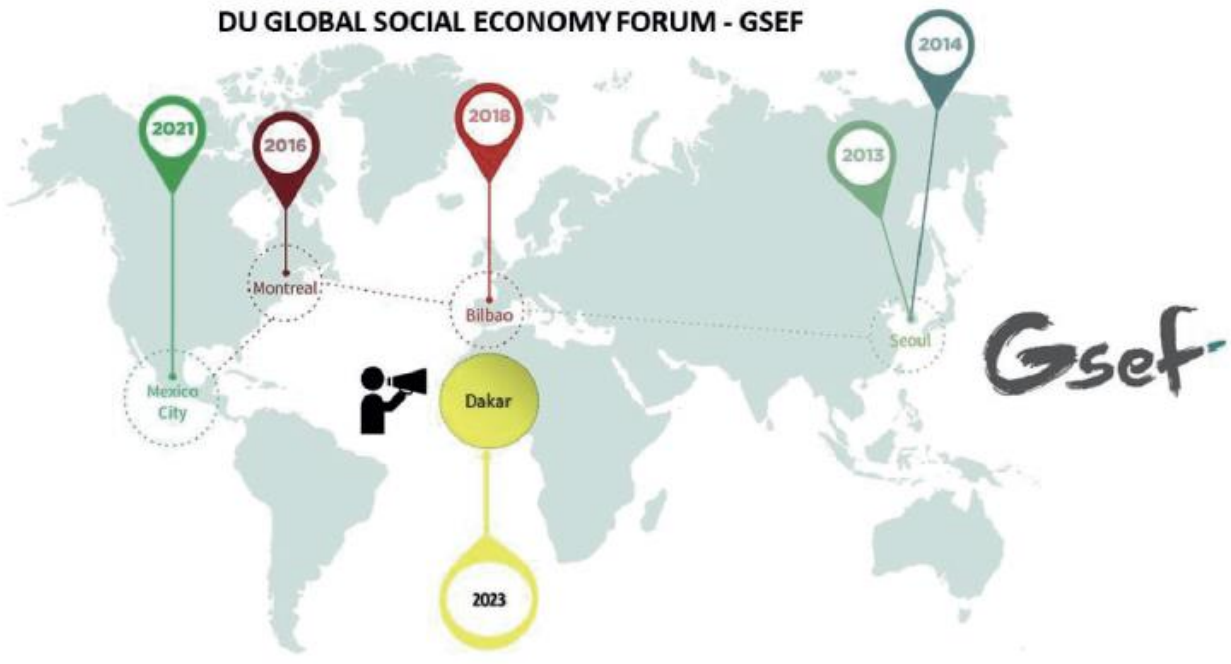 DU GLOBAL SOCIAL ECONOMY FORUM - GSEF
2014
2021
2016
2018
2013
Montreal
Bilbao
Seoul
Gsef
Mexico
City
Dakar
2023